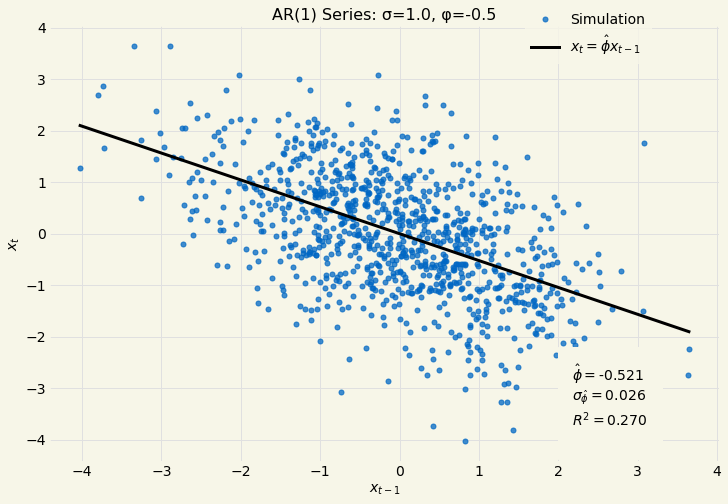 AR(1) Series: σ=1.0, φ=-0.5
Simulation
x_t = ϕ̂x_{t−1}
4
3
2
1
0
−1
−2
−3
−4
x_t
ϕ̂ = -0.521
σ_ϕ̂ = 0.026
R² = 0.270
−4 −3 −2 −1 0 1 2 3 4
x_{t−1}